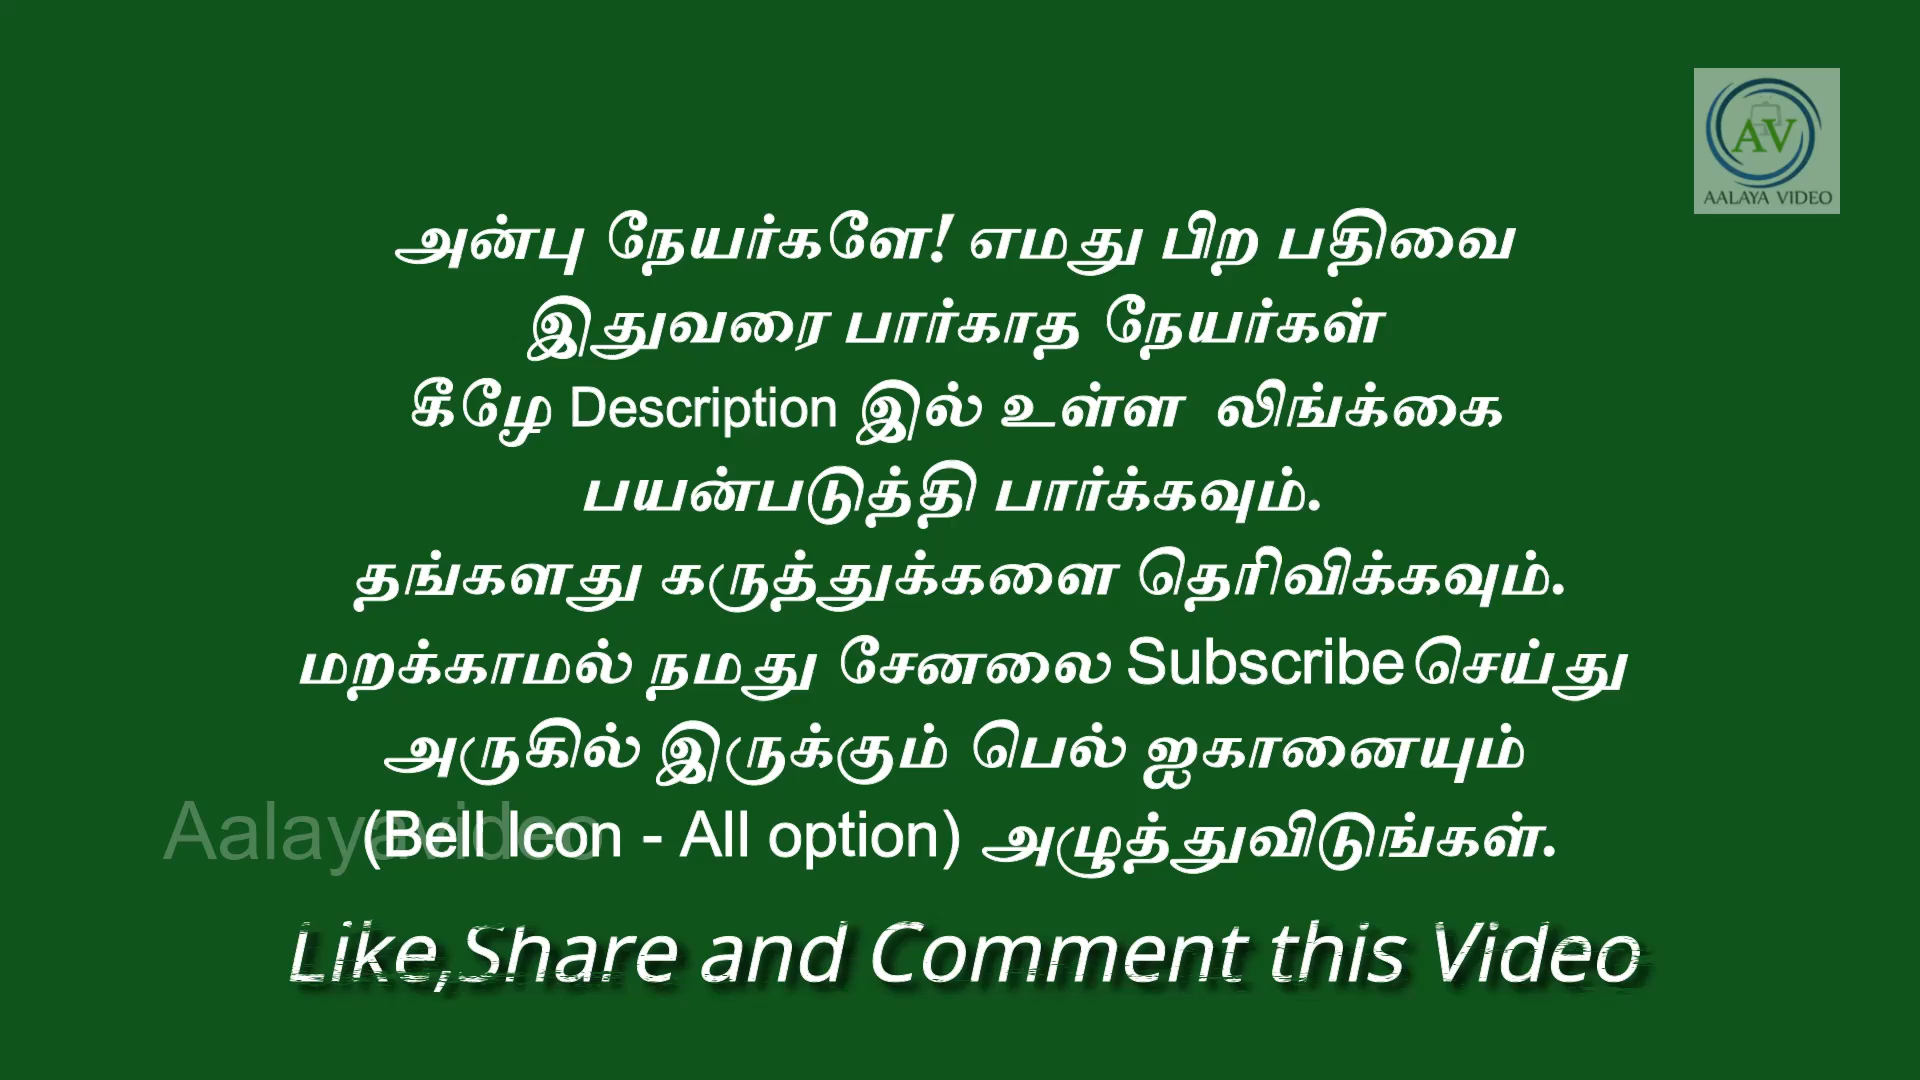 AV
AALAYA VIDEO
அன்பு நேயர்களே! எமது பிற பதிவை
இதுவரை பார்காத நேயர்கள்
கீழே Description இல் உள்ள லிங்க்கை
பயன்படுத்தி பார்க்கவும்.
தங்களது கருத்துக்களை தெரிவிக்கவும்.
மறக்காமல் நமது சேனலை Subscribe செய்து
அருகில் இருக்கும் பெல் ஐகானையும்
(Bell Icon - All option) அழுத்துவிடுங்கள்.
Aalayavideo
Like,Share and Comment this Video